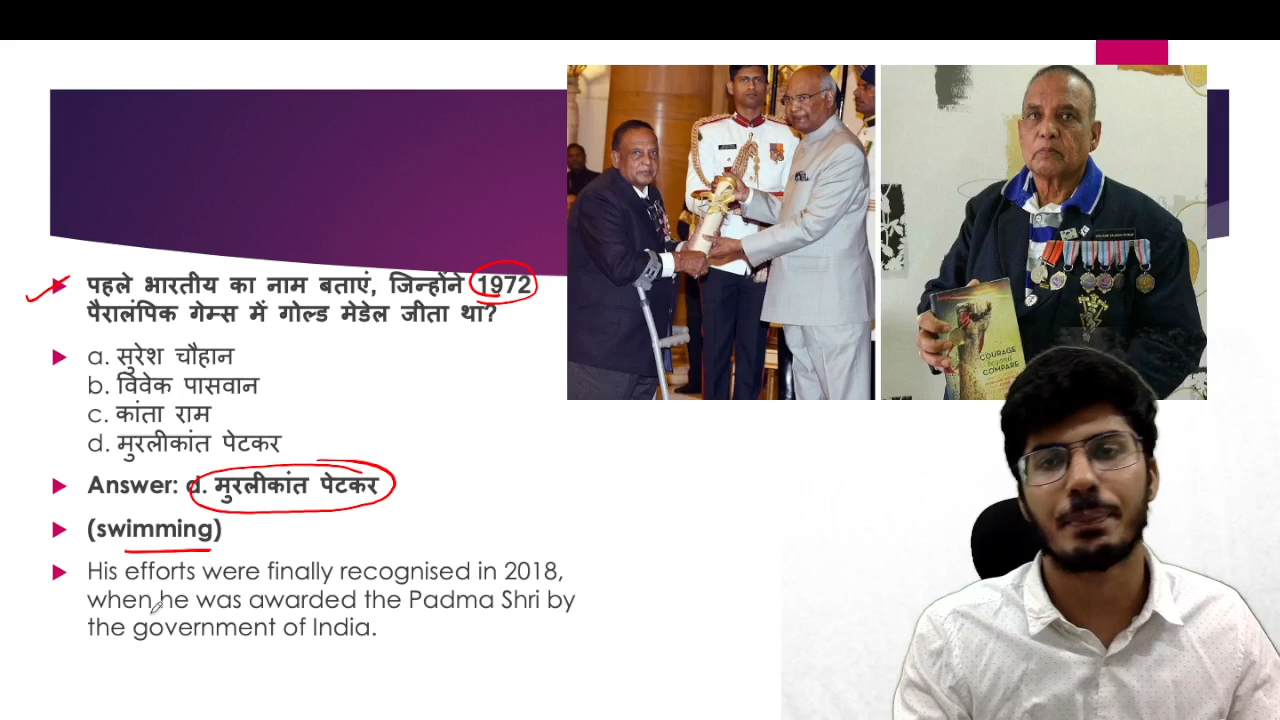 पहले भारतीय का नाम बताएं, जिन्होंने 1972
पैरालंपिक गेम्स में गोल्ड मेडेल जीता था?
a. सुरेश चौहान
b. विवेक पासवान
c. कांता राम
d. मुरलीकांत पेटकर
Answer: d. मुरलीकांत पेटकर
(swimming)
His efforts were finally recognised in 2018,
when he was awarded the Padma Shri by
the government of India.
COURAGE
BEYOND
COMPARE